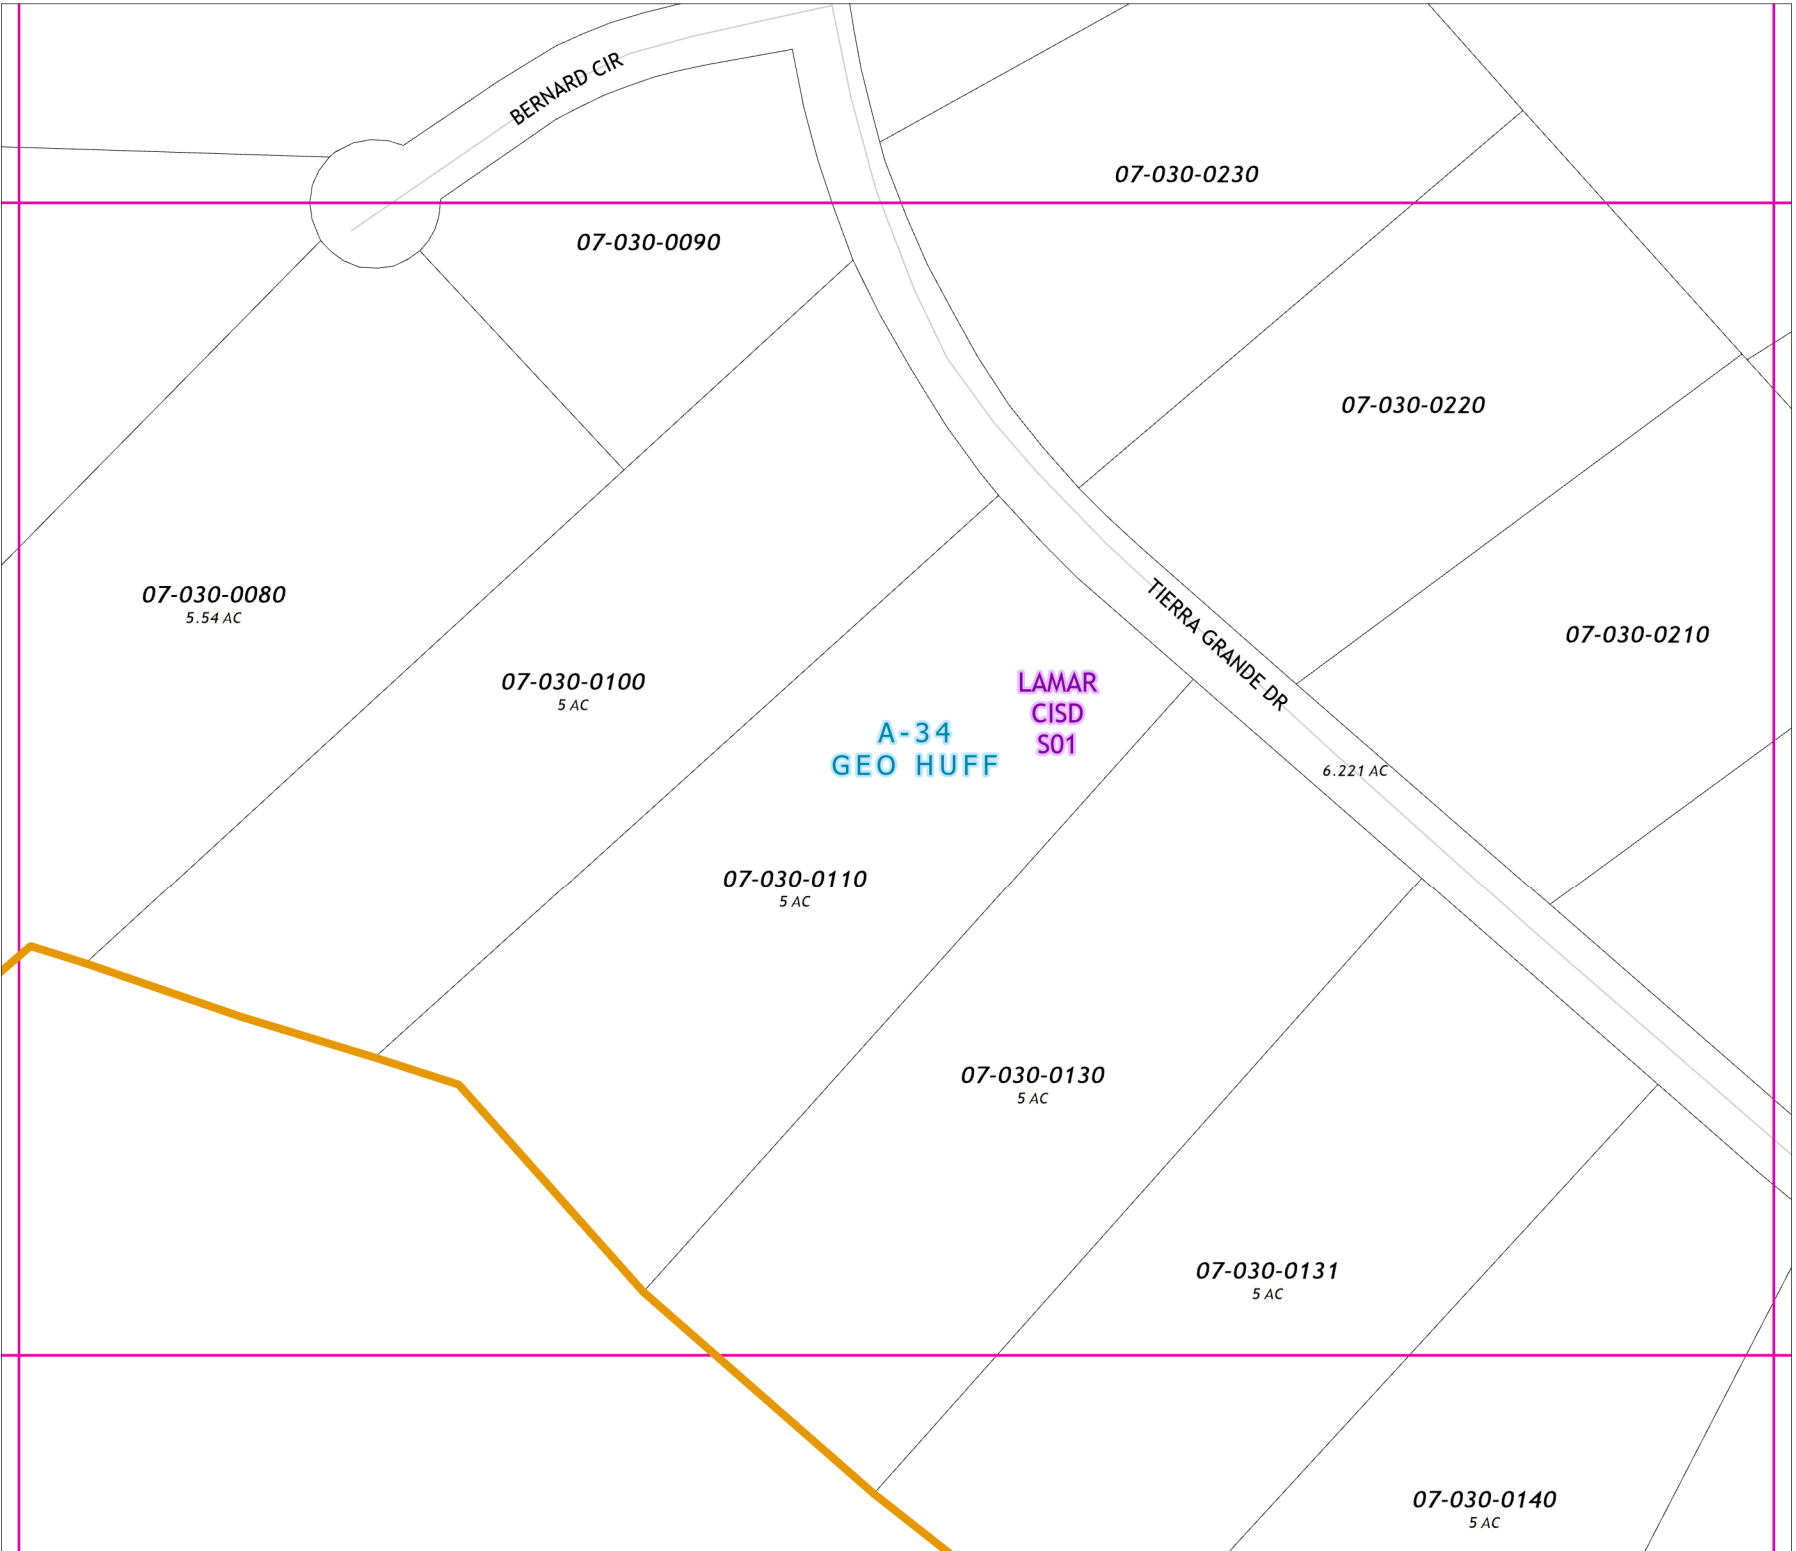 BERNARD CIR
07-030-0230
07-030-0090
07-030-0220
07-030-0080
5.54 AC
TIERRA GRANDE DR
07-030-0210
07-030-0100
5 AC
LAMAR
CISD
S01
A-34
GEO HUFF
6.221 AC
07-030-0110
5 AC
07-030-0130
5 AC
07-030-0131
5 AC
07-030-0140
5 AC